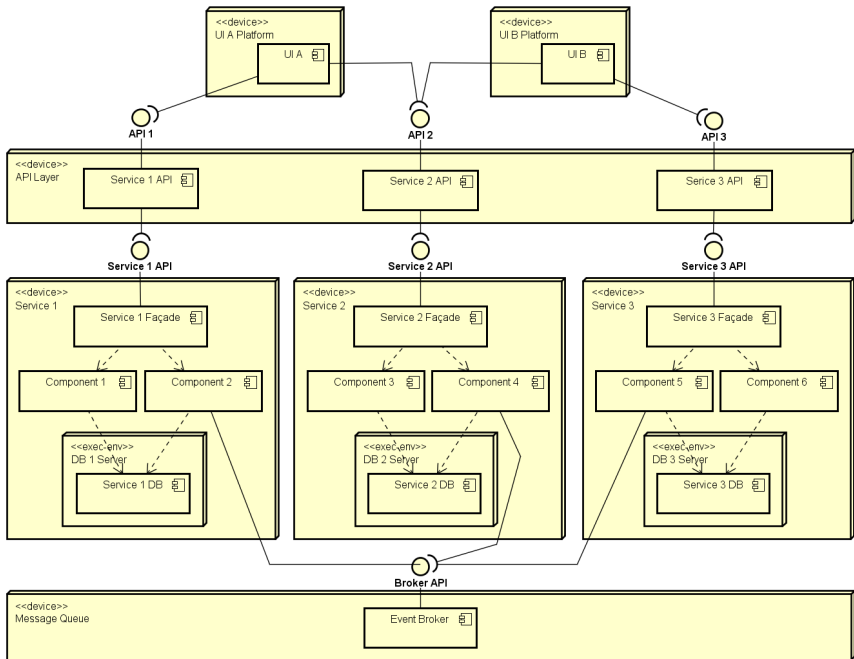 <<device>>
UI A Platform
UI A
<<device>>
UI B Platform
UI B
API 1
API 2
API 3
<<device>>
API Layer
Service 1 API
Service 2 API
Serice 3 API
Service 1 API
Service 2 API
Service 3 API
<<device>>
Service 1
Service 1 Façade
Component 1
Component 2
<<exec-env>>
DB 1 Server
Service 1 DB
<<device>>
Service 2
Service 2 Façade
Component 3
Component 4
<<exec-env>>
DB 2 Server
Service 2 DB
<<device>>
Service 3
Service 3 Façade
Component 5
Component 6
<<exec-env>>
DB 3 Server
Service 3 DB
Broker API
<<device>>
Message Queue
Event Broker